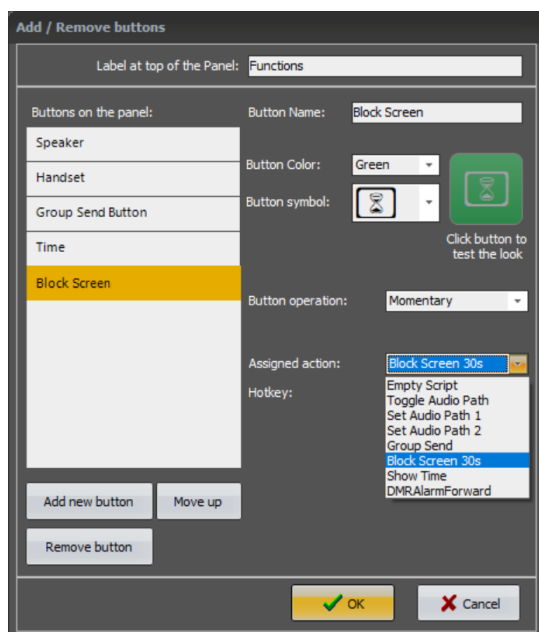 Add / Remove buttons
Label at top of the Panel: Functions
Buttons on the panel:
Speaker
Handset
Group Send Button
Time
Block Screen
Add new button Move up
Remove button
Button Name: Block Screen
Button Color: Green
Button symbol:
Click button to
test the look
Button operation: Momentary
Assigned action: Block Screen 30s
Hotkey:
Empty Script
Toggle Audio Path
Set Audio Path 1
Set Audio Path 2
Group Send
Block Screen 30s
Show Time
DMRAlarmForward
OK Cancel